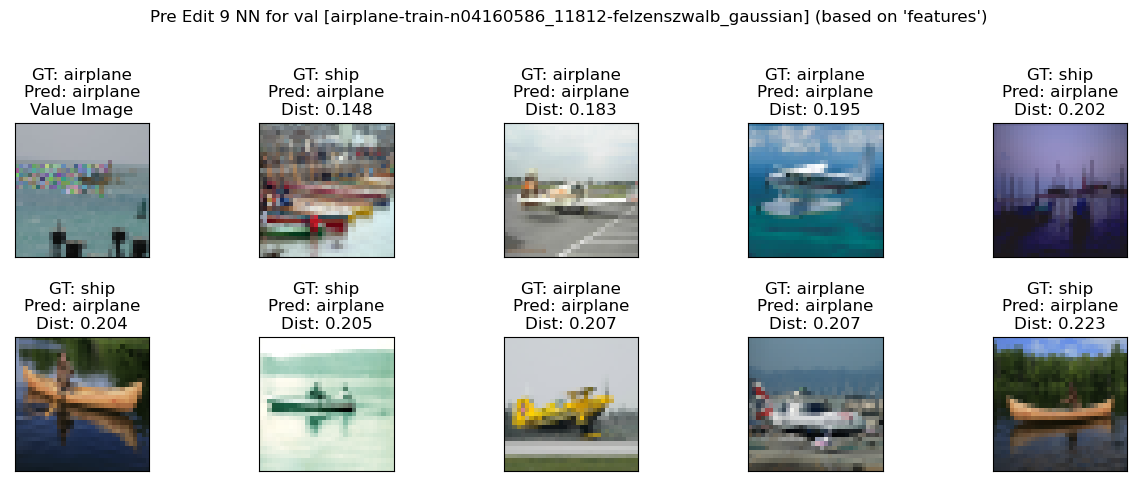 Pre Edit 9 NN for val [airplane-train-n04160586_11812-felzenszwalb_gaussian] (based on 'features')
GT: airplane
Pred: airplane
Value Image
GT: ship
Pred: airplane
Dist: 0.148
GT: airplane
Pred: airplane
Dist: 0.183
GT: airplane
Pred: airplane
Dist: 0.195
GT: ship
Pred: airplane
Dist: 0.202
GT: ship
Pred: airplane
Dist: 0.204
GT: ship
Pred: airplane
Dist: 0.205
GT: airplane
Pred: airplane
Dist: 0.207
GT: airplane
Pred: airplane
Dist: 0.207
GT: ship
Pred: airplane
Dist: 0.223